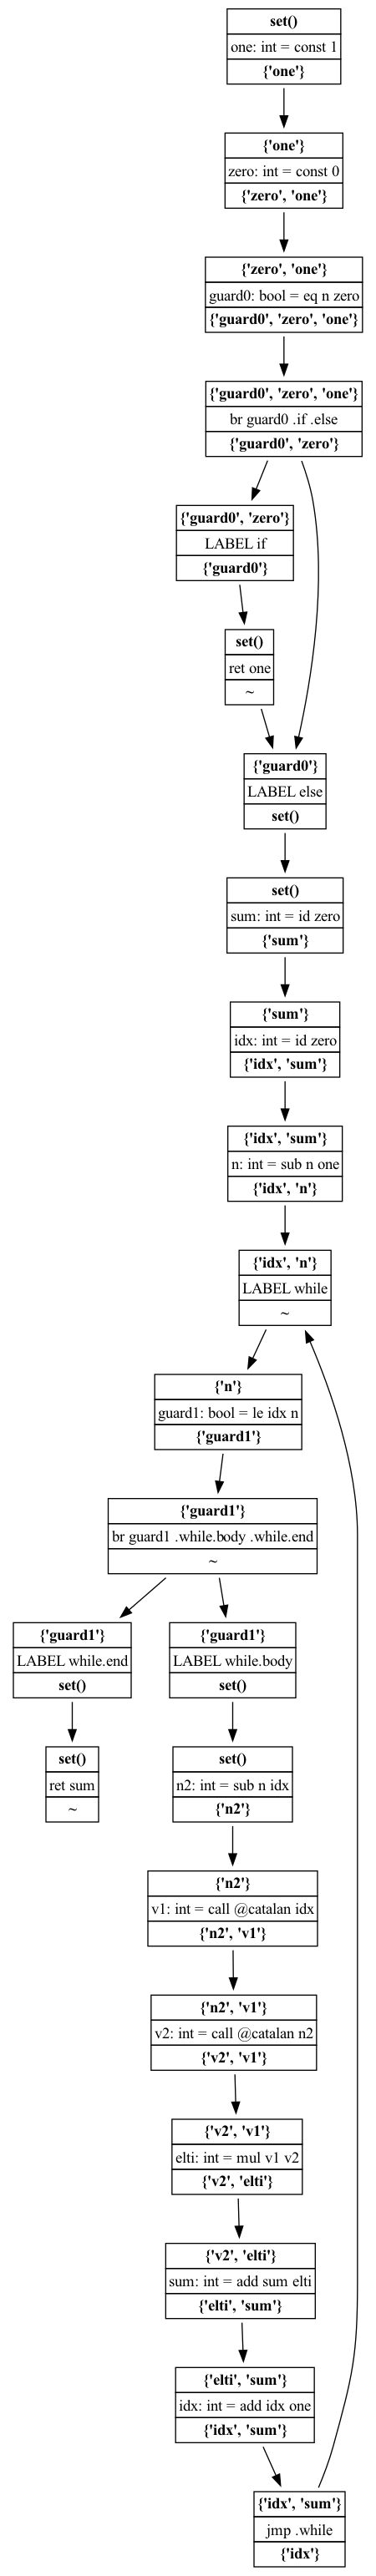 set()
one: int = const 1
{'one'}
{'one'}
zero: int = const 0
{'zero', 'one'}
{'zero', 'one'}
guard0: bool = eq n zero
{'guard0', 'zero', 'one'}
{'guard0', 'zero', 'one'}
br guard0 .if .else
{'guard0', 'zero'}
{'guard0', 'zero'}
LABEL if
{'guard0'}
set()
ret one
~
{'guard0'}
LABEL else
set()
set()
sum: int = id zero
{'sum'}
{'sum'}
idx: int = id zero
{'idx', 'sum'}
{'idx', 'sum'}
n: int = sub n one
{'idx', 'n'}
{'idx', 'n'}
LABEL while
~
{'n'}
guard1: bool = le idx n
{'guard1'}
{'guard1'}
br guard1 .while.body .while.end
~
{'guard1'}
LABEL while.end
set()
{'guard1'}
LABEL while.body
set()
set()
ret sum
~
set()
n2: int = sub n idx
{'n2'}
{'n2'}
v1: int = call @catalan idx
{'n2', 'v1'}
{'n2', 'v1'}
v2: int = call @catalan n2
{'v2', 'v1'}
{'v2', 'v1'}
elti: int = mul v1 v2
{'v2', 'elti'}
{'v2', 'elti'}
sum: int = add sum elti
{'elti', 'sum'}
{'elti', 'sum'}
idx: int = add idx one
{'idx', 'sum'}
{'idx', 'sum'}
jmp .while
{'idx'}